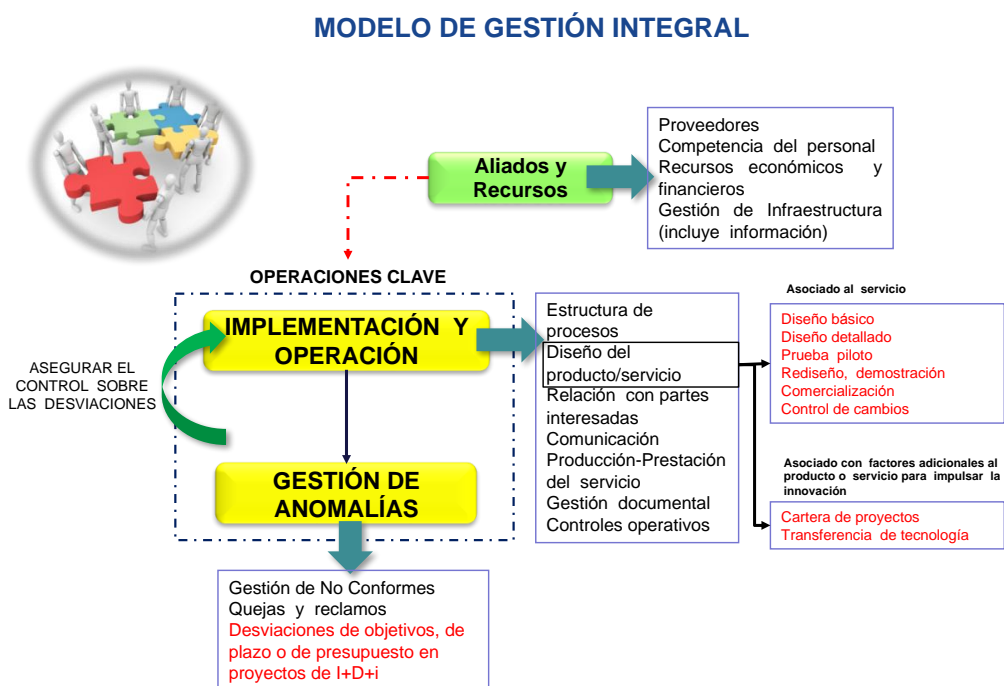 MODELO DE GESTIÓN INTEGRAL
Aliados y
Recursos
Proveedores
Competencia del personal
Recursos económicos y
financieros
Gestión de Infraestructura
(incluye información)
OPERACIONES CLAVE
IMPLEMENTACIÓN Y
OPERACIÓN
ASEGURAR EL
CONTROL SOBRE
LAS DESVIACIONES
GESTIÓN DE
ANOMALÍAS
Estructura de
procesos
Diseño del
producto/servicio
Relación con partes
interesadas
Comunicación
Producción-Prestación
del servicio
Gestión documental
Controles operativos
Asociado al servicio
Diseño básico
Diseño detallado
Prueba piloto
Rediseño, demostración
Comercialización
Control de cambios
Asociado con factores adicionales al
producto o servicio para impulsar la
innovación
Cartera de proyectos
Transferencia de tecnología
Gestión de No Conformes
Quejas y reclamos
Desviaciones de objetivos, de
plazo o de presupuesto en
proyectos de I+D+i